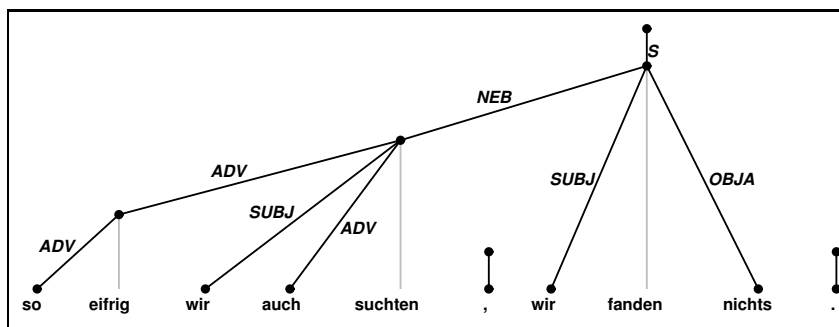 S
NEB
ADV
SUBJ OBJA
SUBJ
ADV ADV
so eifrig wir auch suchten , wir fanden nichts .